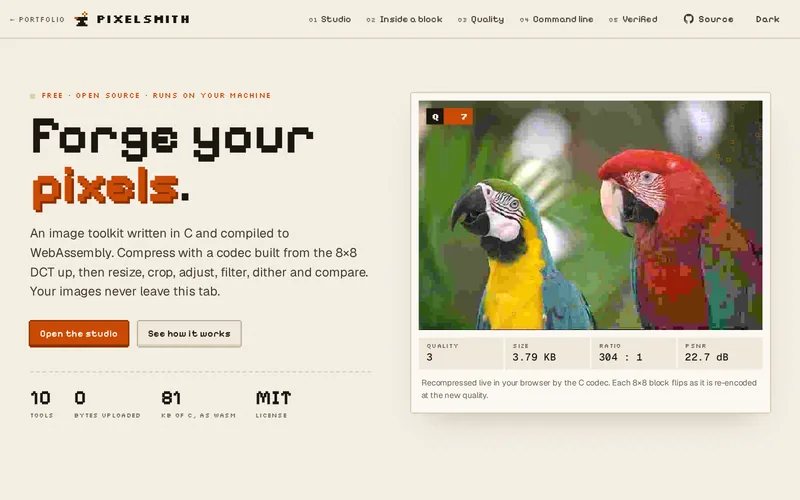 ← PORTFOLIO
PIXELSMITH
01 Studio
02 Inside a block
03 Quality
04 Command line
05 Verified
Source
Dark
FREE · OPEN SOURCE · RUNS ON YOUR MACHINE
Forge your
pixels.
An image toolkit written in C and compiled to
WebAssembly. Compress with a codec built from the 8×8
DCT up, then resize, crop, adjust, filter, dither and compare.
Your images never leave this tab.
Open the studio
See how it works
10
TOOLS
0
BYTES UPLOADED
81
KB OF C, AS WASM
MIT
LICENSE
Q 7
QUALITY
3
SIZE
3.79 KB
RATIO
304 : 1
PSNR
22.7 dB
Recompressed live in your browser by the C codec. Each 8×8 block flips as it is re-encoded
at the new quality.